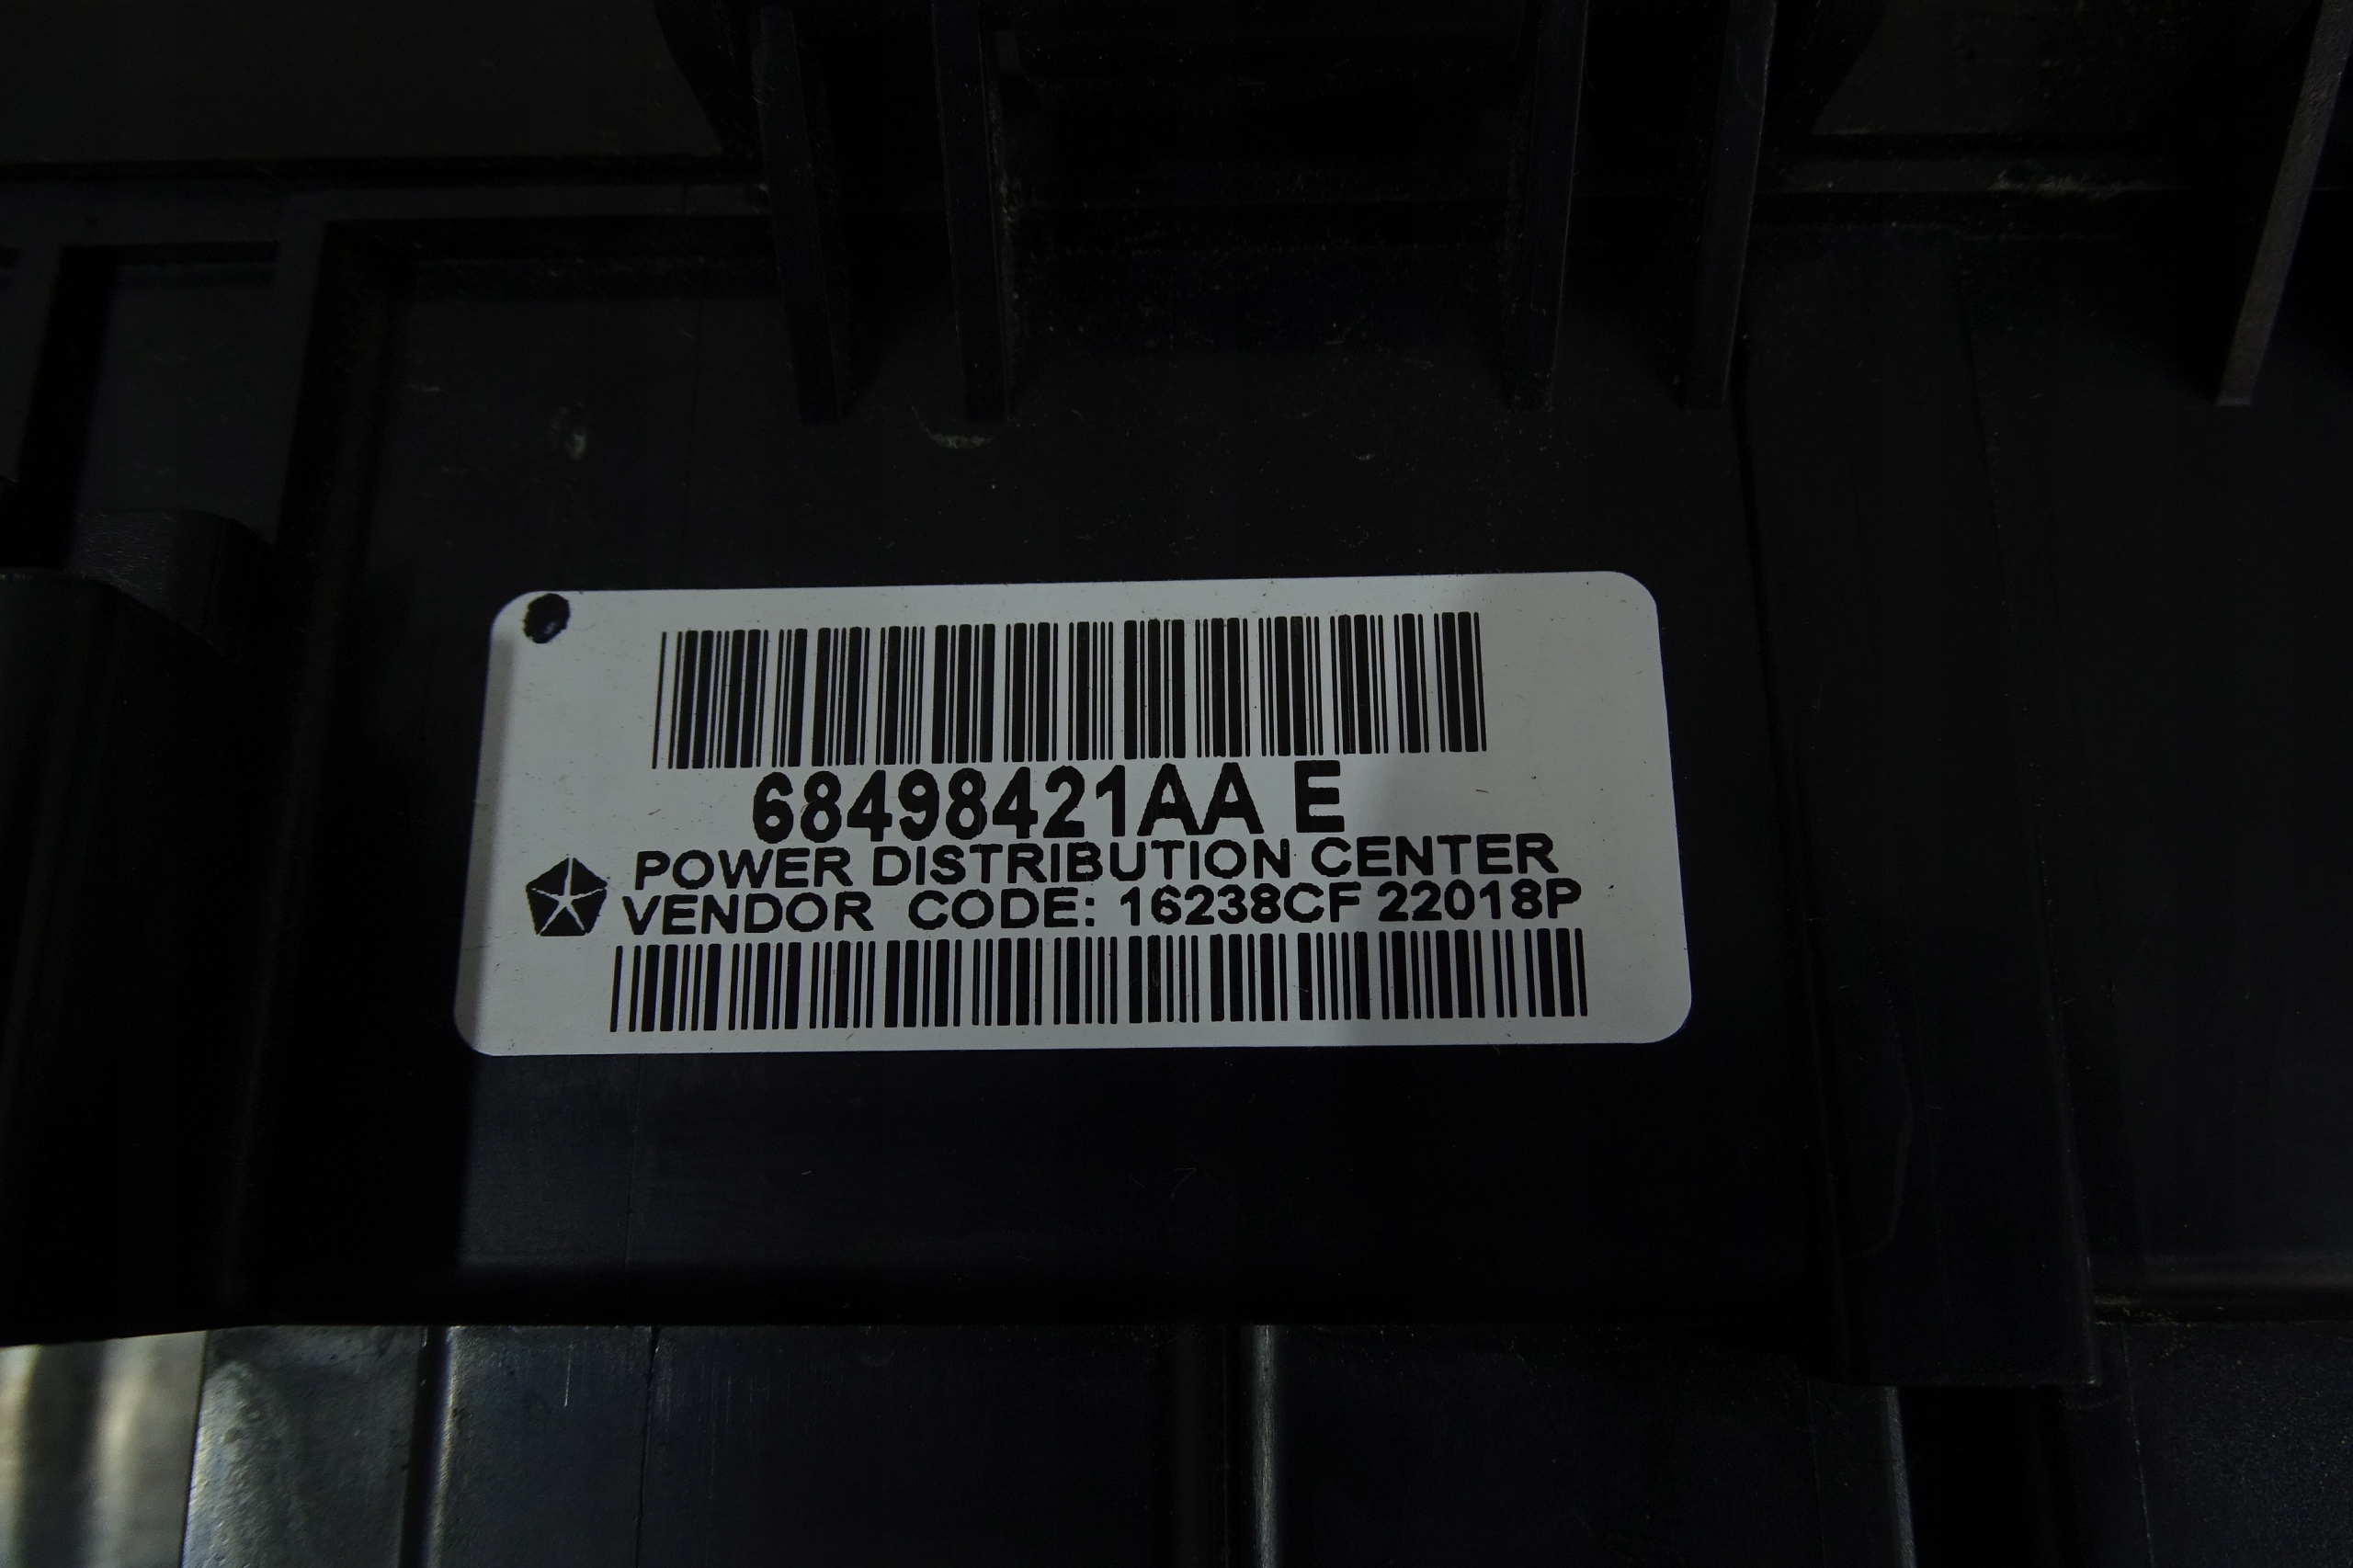 68498421AA E
POWER DISTRIBUTION CENTER
VENDOR CODE: 16238CF 22018P